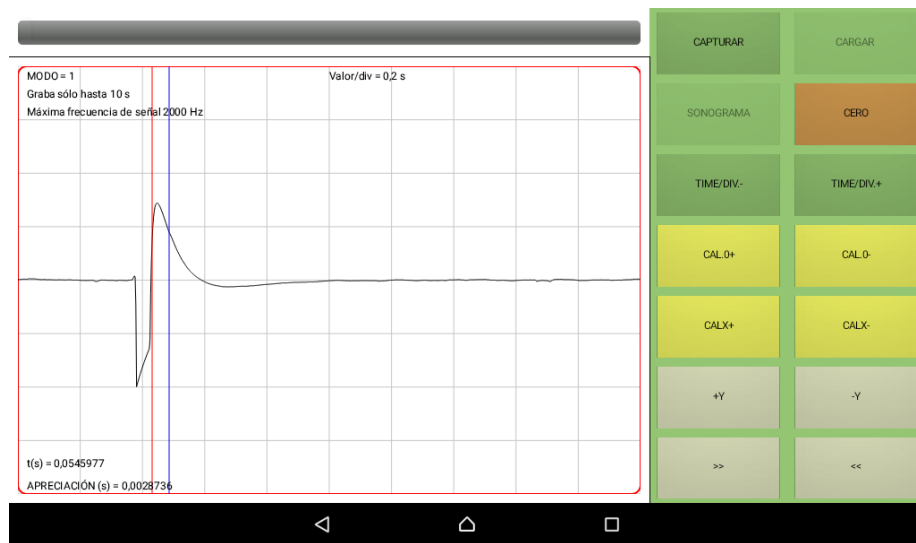 MODO = 1
Valor/div = 0,2 s
Graba sólo hasta 10 s
Máxima frecuencia de señal 2000 Hz
t(s) = 0,0545977
APRECIACIÓN (s) = 0,0028736
CAPTURAR
CARGAR
SONOGRAMA
CERO
TIME/DIV.-
TIME/DIV.+
CAL.0+
CAL.0-
CALX+
CALX-
+Y
-Y
>>
<<